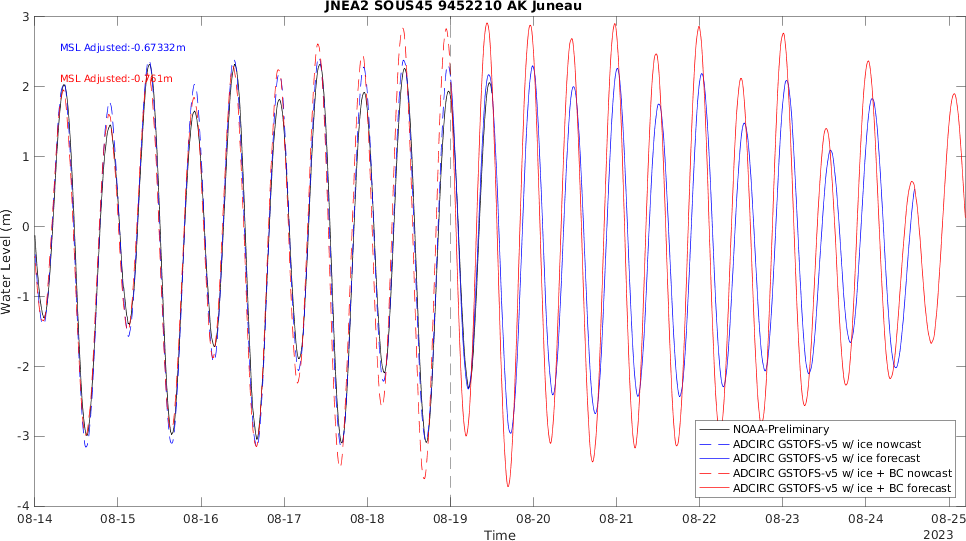 JNEA2 SOUS45 9452210 AK Juneau
MSL Adjusted:-0.67332m
MSL Adjusted:-0.761m
Water Level (m)
3
2
1
0
-1
-2
-3
-4
08-14
08-15
08-16
08-17
08-18
08-19
08-20
08-21
08-22
08-23
08-24
08-25
Time
2023
NOAA-Preliminary
ADCIRC GSTOFS-v5 w/ ice nowcast
ADCIRC GSTOFS-v5 w/ ice forecast
ADCIRC GSTOFS-v5 w/ ice + BC nowcast
ADCIRC GSTOFS-v5 w/ ice + BC forecast